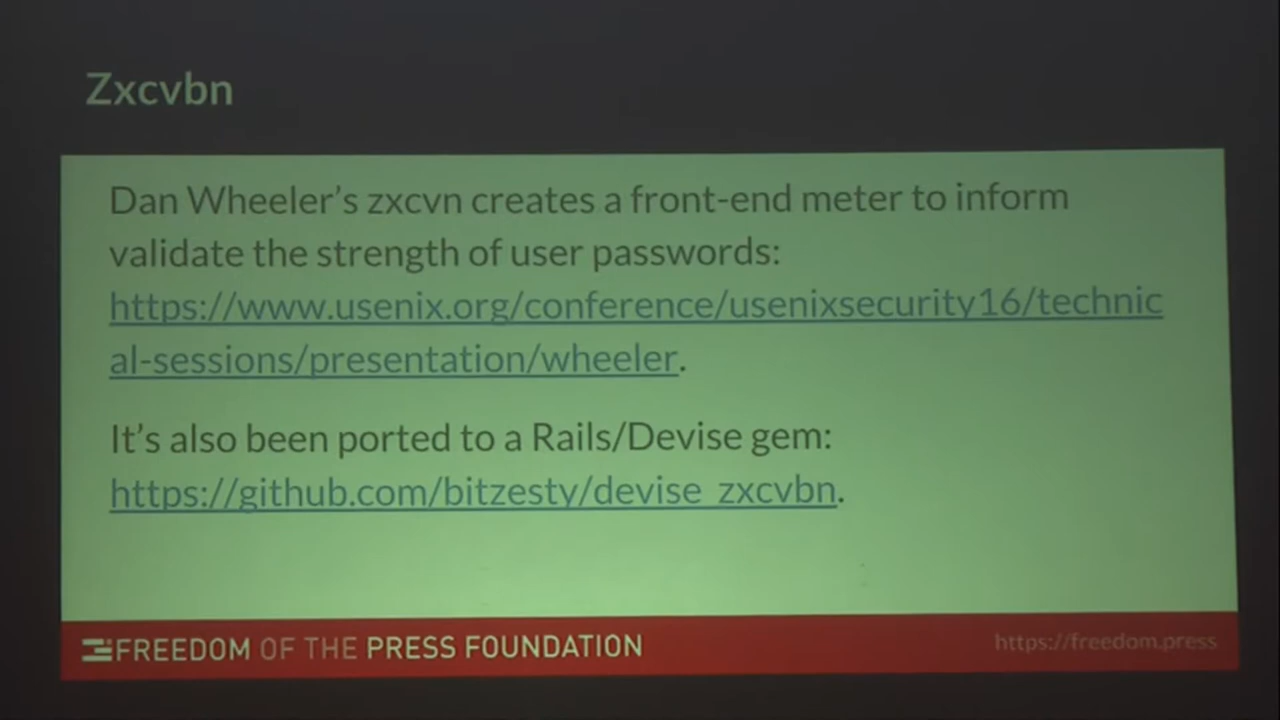 Zxcvbn
Dan Wheeler’s zxcvn creates a front-end meter to inform
validate the strength of user passwords:
https://www.usenix.org/conference/usenixsecurity16/technic
al-sessions/presentation/wheeler.
It’s also been ported to a Rails/Devise gem:
https://github.com/bitzesty/devise_zxcvbn.
FREEDOM OF THE PRESS FOUNDATION
https://freedom.press